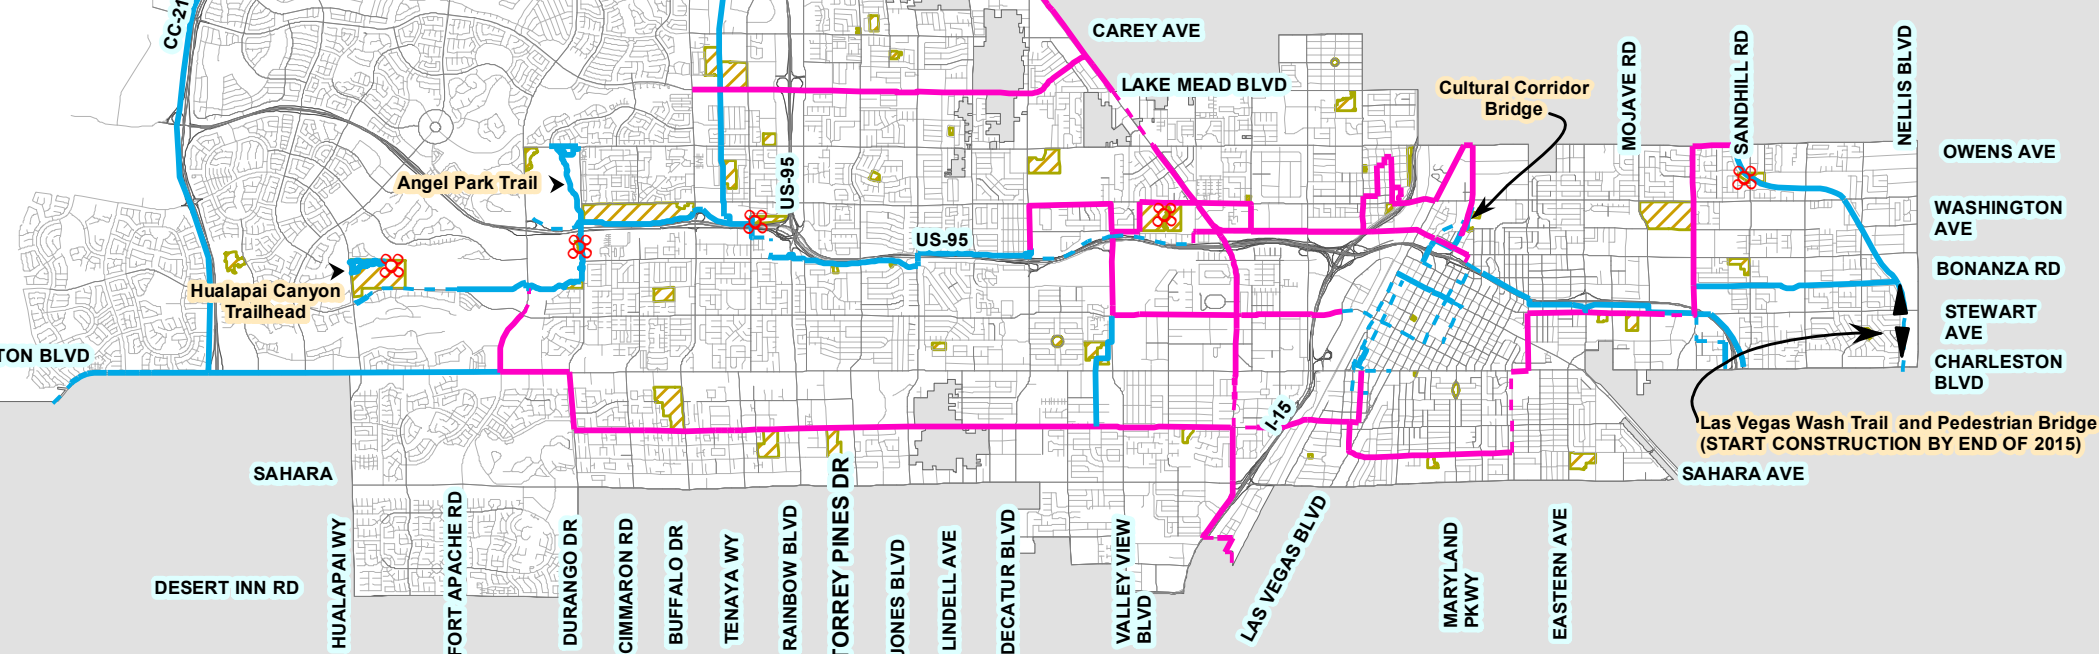 CC-21
CAREY AVE
LAKE MEAD BLVD
Cultural Corridor
Bridge
MOJAVE RD
SANDHILL RD
NELLIS BLVD
OWENS AVE
Angel Park Trail
US-95
WASHINGTON
AVE
US-95
BONANZA RD
Hualapai Canyon
Trailhead
STEWART
AVE
TON BLVD
CHARLESTON
BLVD
I-15
Las Vegas Wash Trail and Pedestrian Bridge
(START CONSTRUCTION BY END OF 2015)
SAHARA
SAHARA AVE
DESERT INN RD
HUALAPAI WY
FORT APACHE RD
DURANGO DR
CIMMARON RD
BUFFALO DR
TENAYA WY
RAINBOW BLVD
TORREY PINES DR
JONES BLVD
LINDELL AVE
DECATUR BLVD
VALLEY VIEW
BLVD
LAS VEGAS BLVD
MARYLAND
PKWY
EASTERN AVE